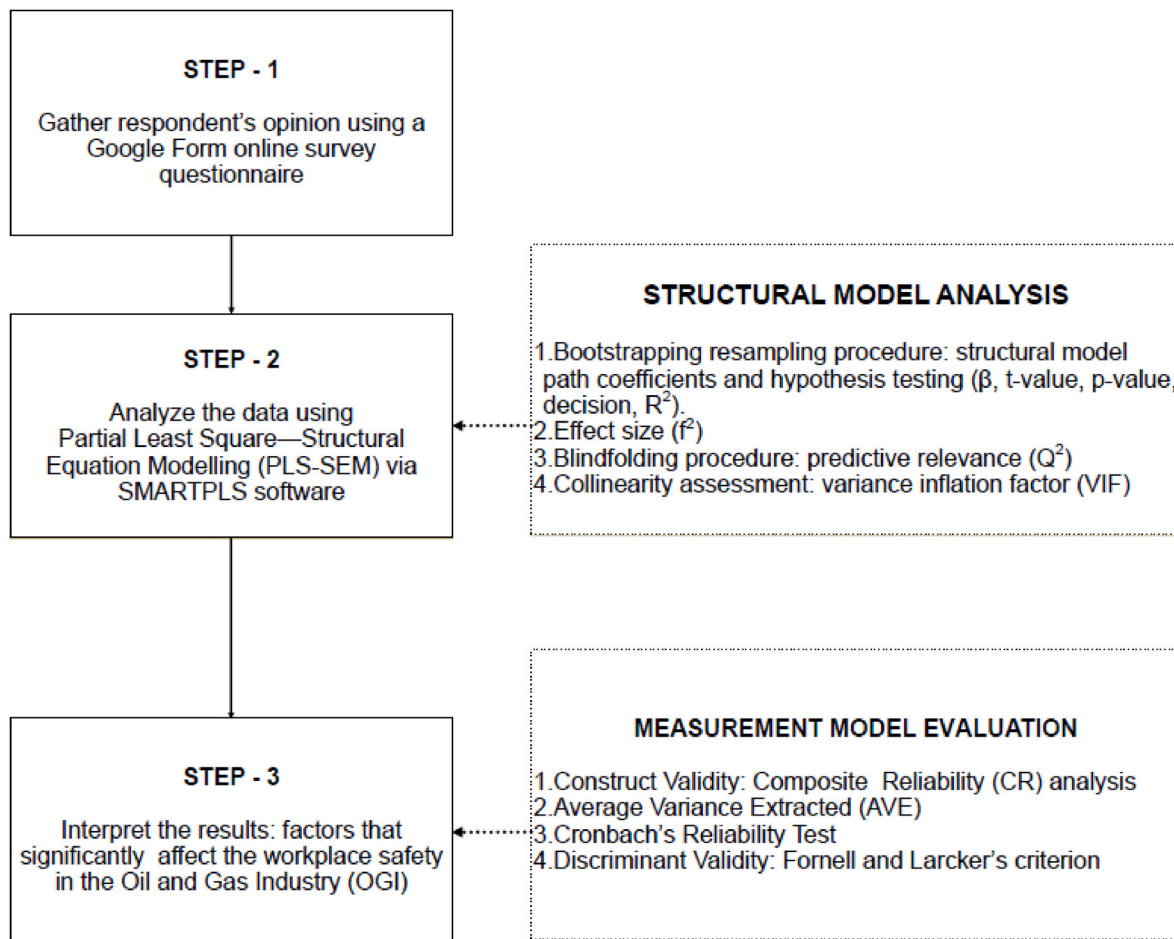 STEP - 1
Gather respondent's opinion using a
Google Form online survey
questionnaire
STEP - 2
Analyze the data using
Partial Least Square—Structural
Equation Modelling (PLS-SEM) via
SMARTPLS software
STRUCTURAL MODEL ANALYSIS
1.Bootstrapping resampling procedure: structural model
path coefficients and hypothesis testing (β, t-value, p-value,
decision, R²).
2.Effect size (f²)
3.Blindfolding procedure: predictive relevance (Q²)
4.Collinearity assessment: variance inflation factor (VIF)
STEP - 3
Interpret the results: factors that
significantly affect the workplace safety
in the Oil and Gas Industry (OGI)
MEASUREMENT MODEL EVALUATION
1.Construct Validity: Composite Reliability (CR) analysis
2.Average Variance Extracted (AVE)
3.Cronbach's Reliability Test
4.Discriminant Validity: Fornell and Larcker's criterion